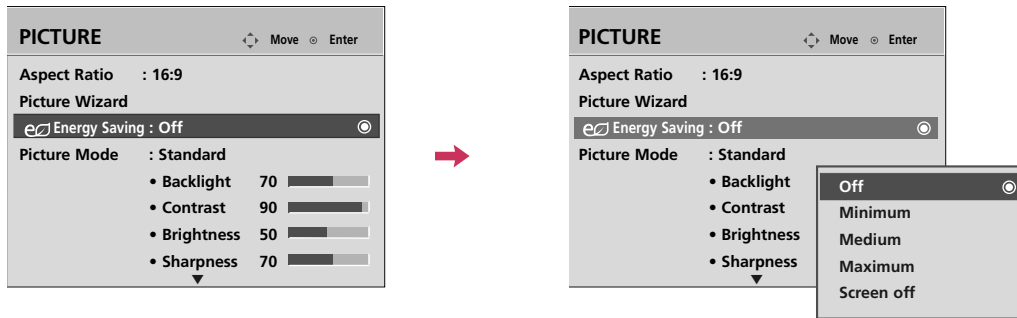 PICTURE Move Enter
Aspect Ratio : 16:9
Picture Wizard
Energy Saving : Off
Picture Mode : Standard
• Backlight 70
• Contrast 90
• Brightness 50
• Sharpness 70
PICTURE Move Enter
Aspect Ratio : 16:9
Picture Wizard
Energy Saving : Off
Picture Mode : Standard
• Backlight
• Contrast
• Brightness
• Sharpness
Off
Minimum
Medium
Maximum
Screen off